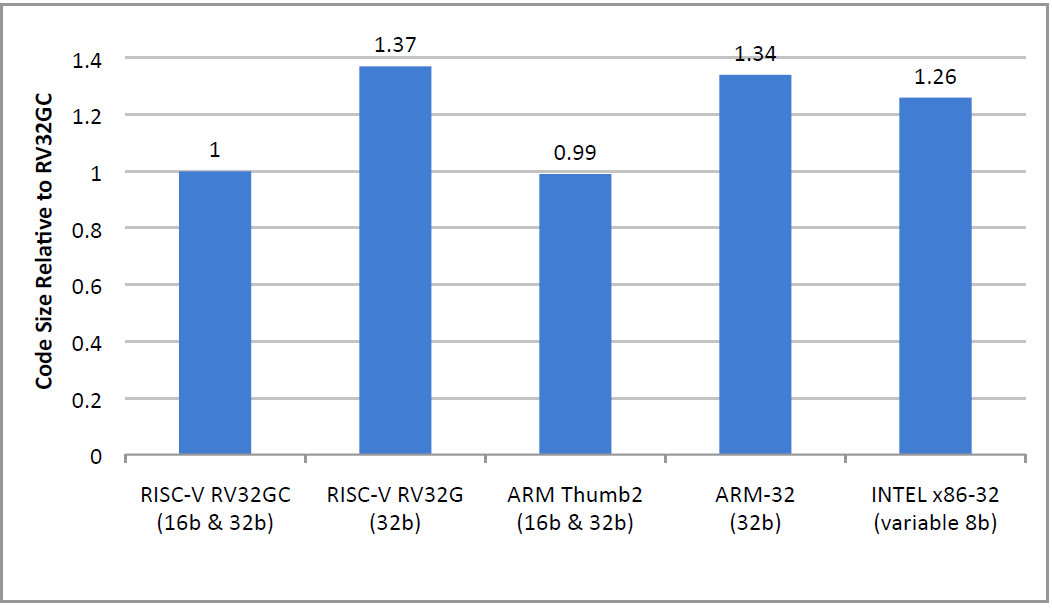 Code Size Relative to RV32GC
1.4
1.2
1
0.8
0.6
0.4
0.2
0
1
1.37
0.99
1.34
1.26
RISC-V RV32GC
(16b & 32b)
RISC-V RV32G
(32b)
ARM Thumb2
(16b & 32b)
ARM-32
(32b)
INTEL x86-32
(variable 8b)